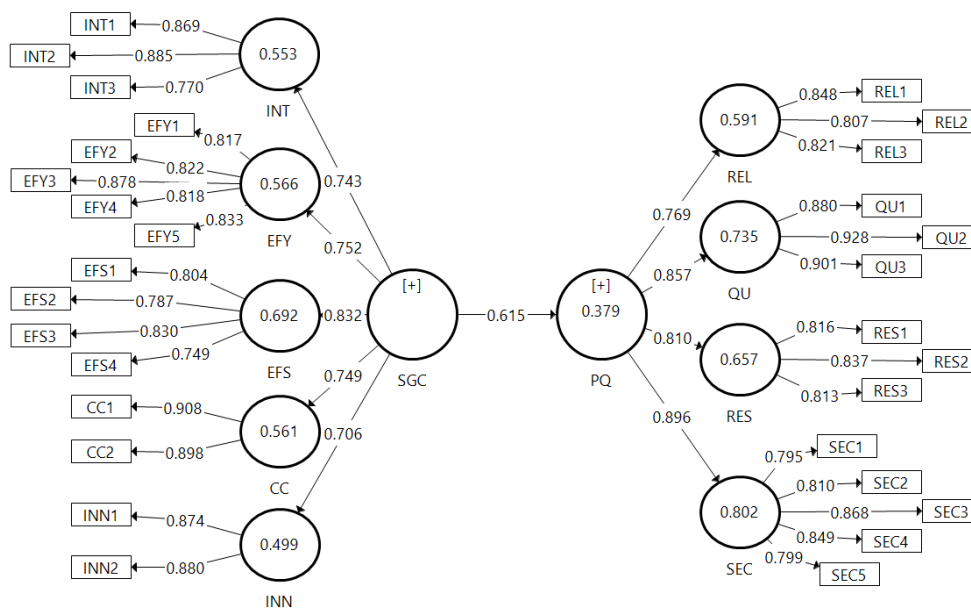 INT1
0.869
INT2
0.885
0.553
INT3
0.770
INT
EFY1
0.817
EFY2
0.822
EFY3
0.878
0.566
EFY4
0.818
EFY5
0.833
EFY
0.743
0.752
EFS1
0.804
EFS2
0.787
EFS3
0.830
0.692
EFS4
0.749
EFS
0.832
[+]
SGC
0.749
0.706
CC1
0.908
0.561
CC2
0.898
CC
INN1
0.874
0.499
INN2
0.880
INN
0.615
[+]
0.379
PQ
0.769
0.857
0.810
0.896
0.591
REL
0.848
REL1
0.807
REL2
0.821
REL3
0.735
QU
0.880
QU1
0.928
QU2
0.901
QU3
0.657
RES
0.816
RES1
0.837
RES2
0.813
RES3
0.802
SEC
0.795
SEC1
0.810
SEC2
0.868
SEC3
0.849
SEC4
0.799
SEC5